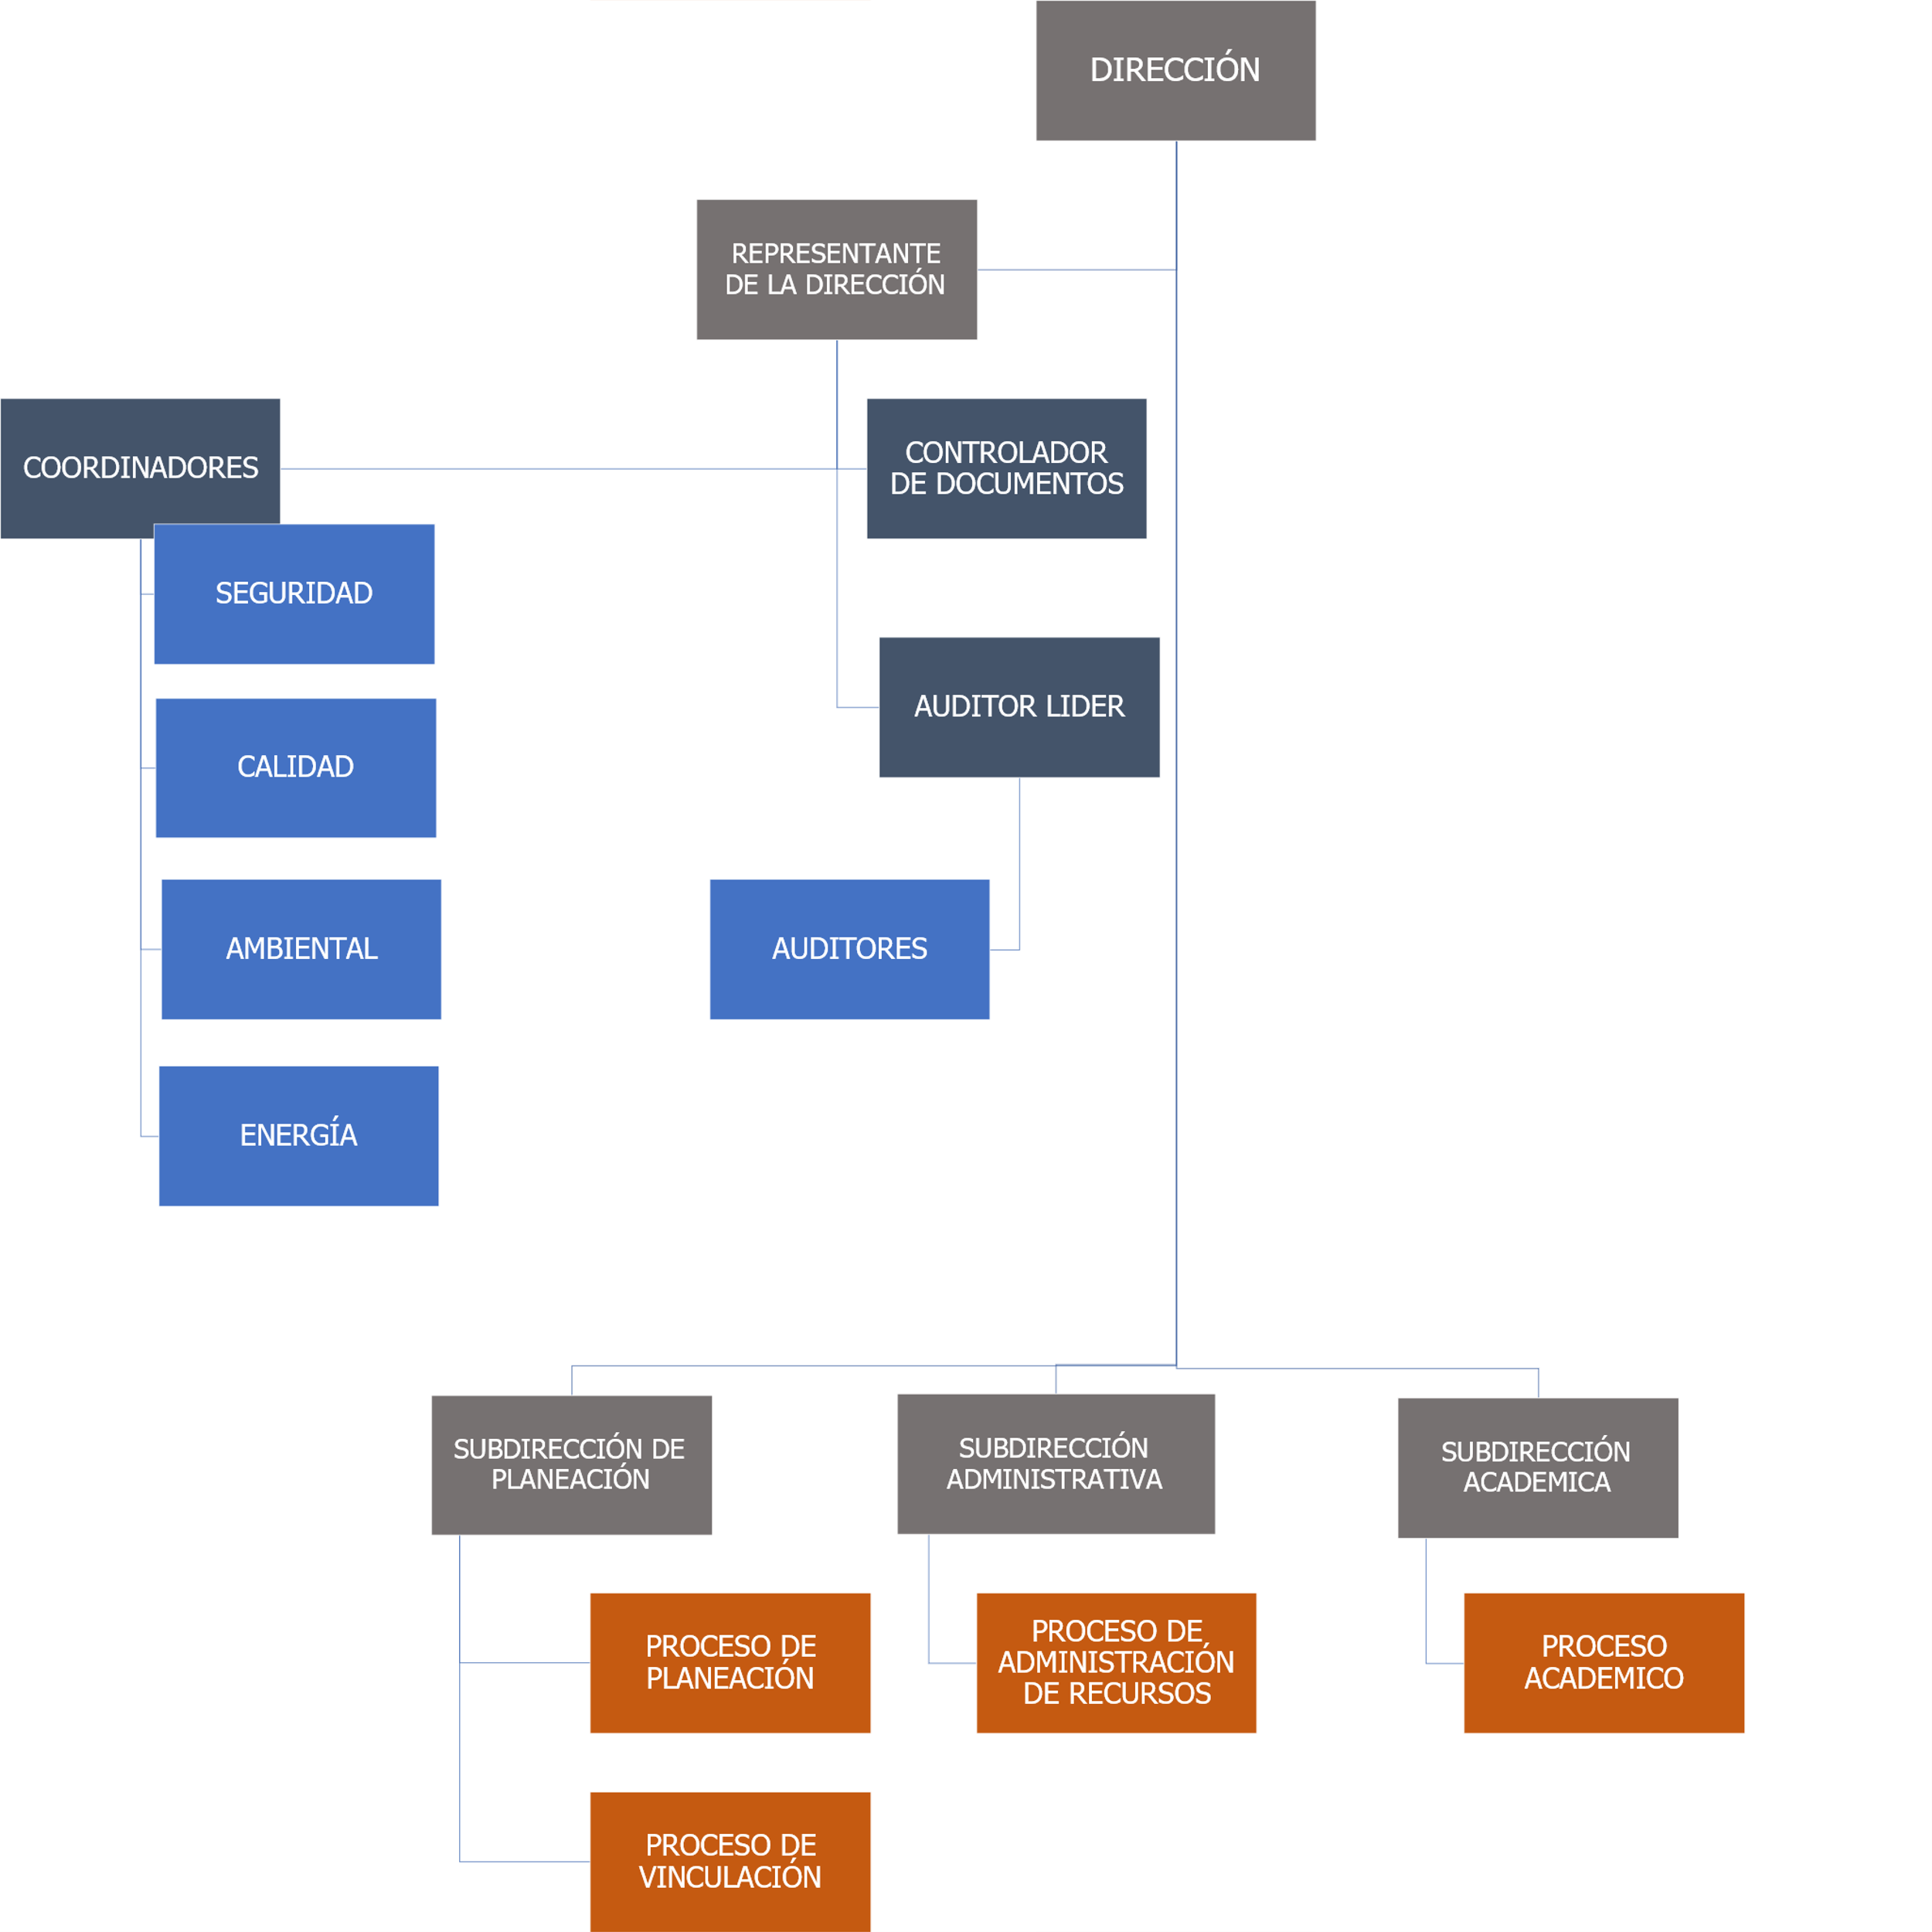 DIRECCIÓN
REPRESENTANTE
DE LA DIRECCIÓN
COORDINADORES
CONTROLADOR
DE DOCUMENTOS
SEGURIDAD
AUDITOR LIDER
CALIDAD
AMBIENTAL
AUDITORES
ENERGÍA
SUBDIRECCIÓN DE
PLANEACIÓN
SUBDIRECCIÓN
ADMINISTRATIVA
SUBDIRECCIÓN
ACADEMICA
PROCESO DE
PLANEACIÓN
PROCESO DE
ADMINISTRACIÓN
DE RECURSOS
PROCESO
ACADEMICO
PROCESO DE
VINCULACIÓN